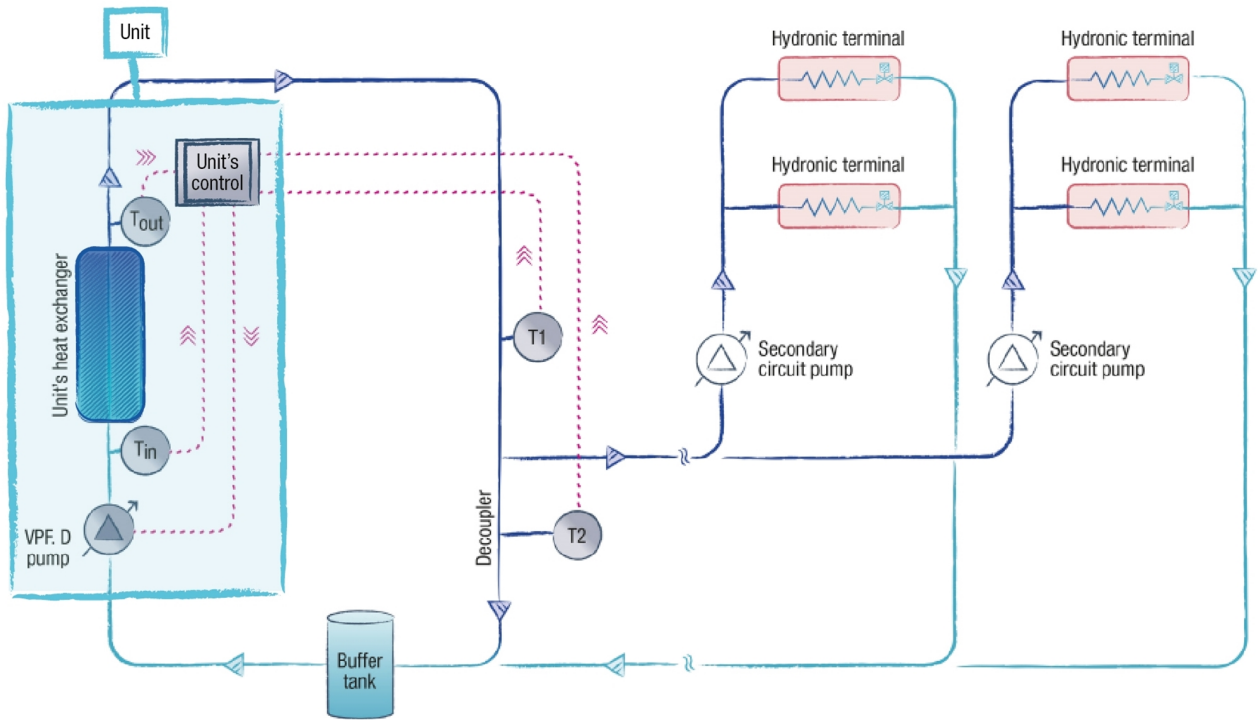 Unit
Hydronic terminal
Hydronic terminal
Unit's
control
Hydronic terminal
Hydronic terminal
Tout
Unit's heat exchanger
T1
Secondary
circuit pump
Secondary
circuit pump
Tin
VPF. D
pump
Decoupler
T2
Buffer
tank